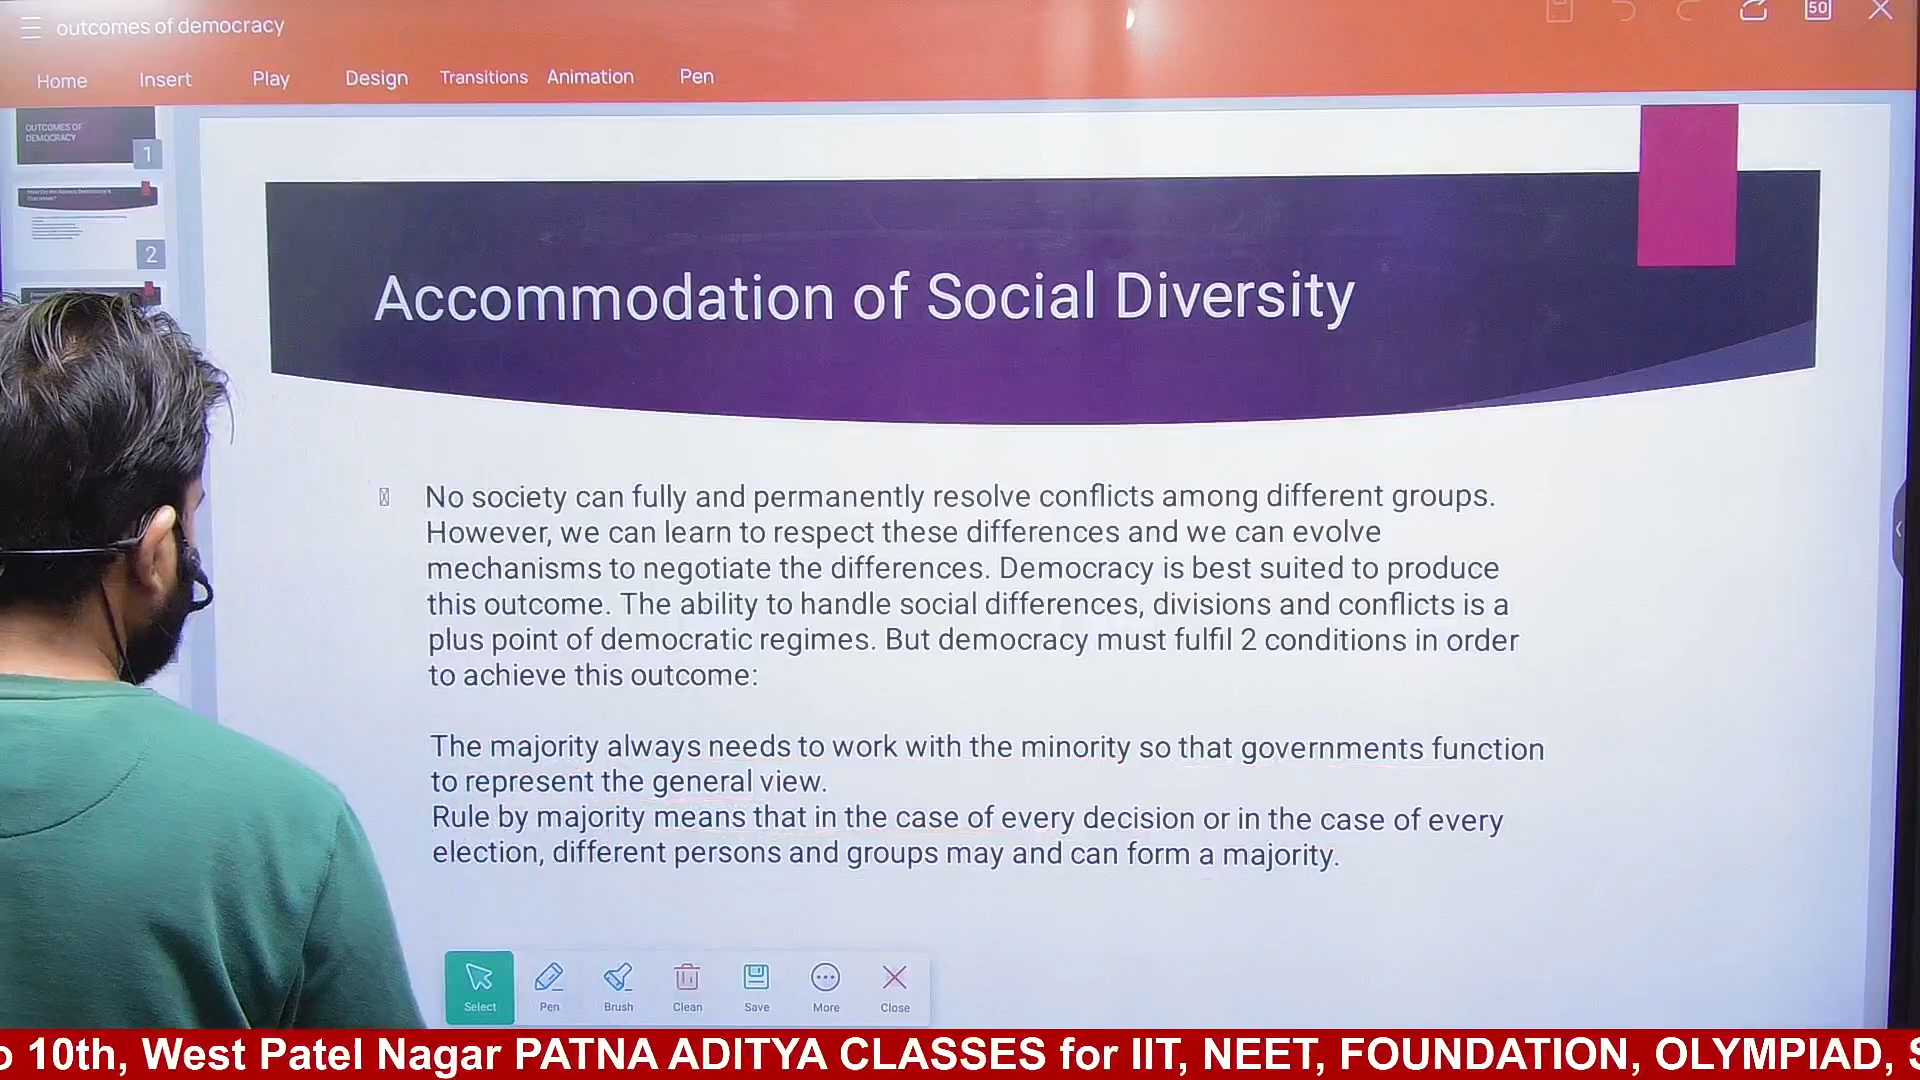 outcomes of democracy
50
Home Insert Play Design Transitions Animation Pen
OUTCOMES OF
DEMOCRACY
1
2
Accommodation of Social Diversity
No society can fully and permanently resolve conflicts among different groups.
However, we can learn to respect these differences and we can evolve
mechanisms to negotiate the differences. Democracy is best suited to produce
this outcome. The ability to handle social differences, divisions and conflicts is a
plus point of democratic regimes. But democracy must fulfil 2 conditions in order
to achieve this outcome:
The majority always needs to work with the minority so that governments function
to represent the general view.
Rule by majority means that in the case of every decision or in the case of every
election, different persons and groups may and can form a majority.
Select Pen Brush Clean Save More Close
10th, West Patel Nagar PATNA ADITYA CLASSES for IIT, NEET, FOUNDATION, OLYMPIAD,